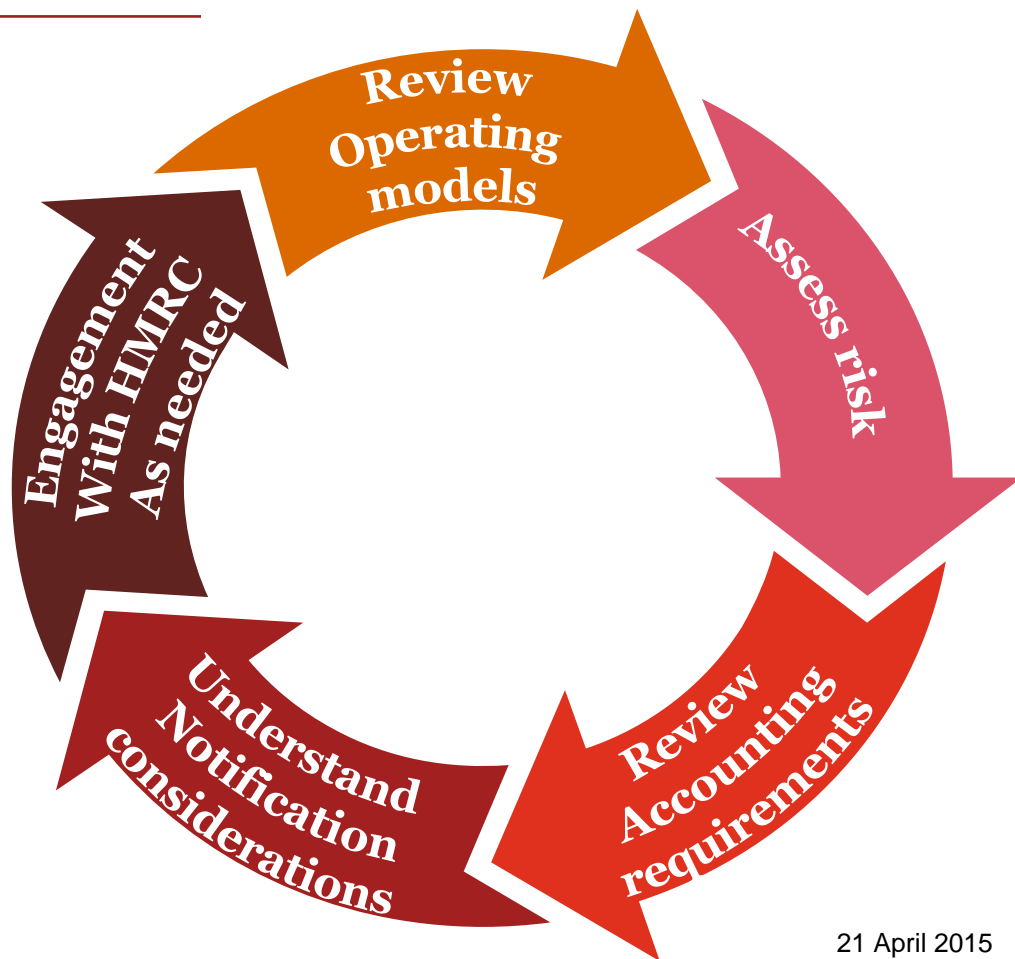 Review
Operating
models
Assess risk
Review
Accounting
requirements
Understand
Notification
considerations
Engagement
With HMRC
As needed
21 April 2015